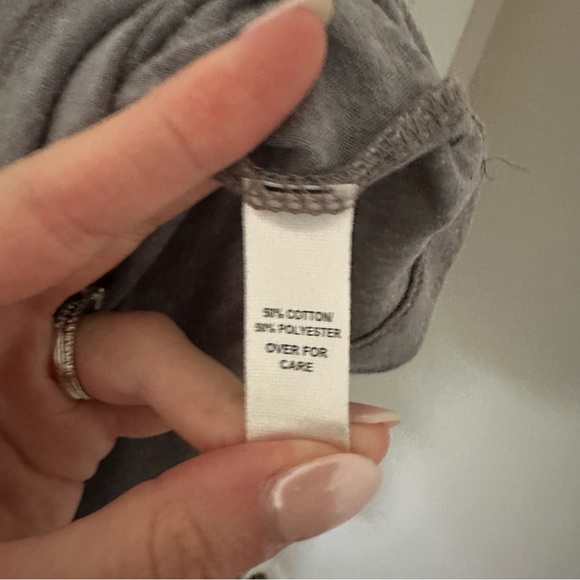 50% COTTON/
50% POLYESTER
OVER FOR
CARE